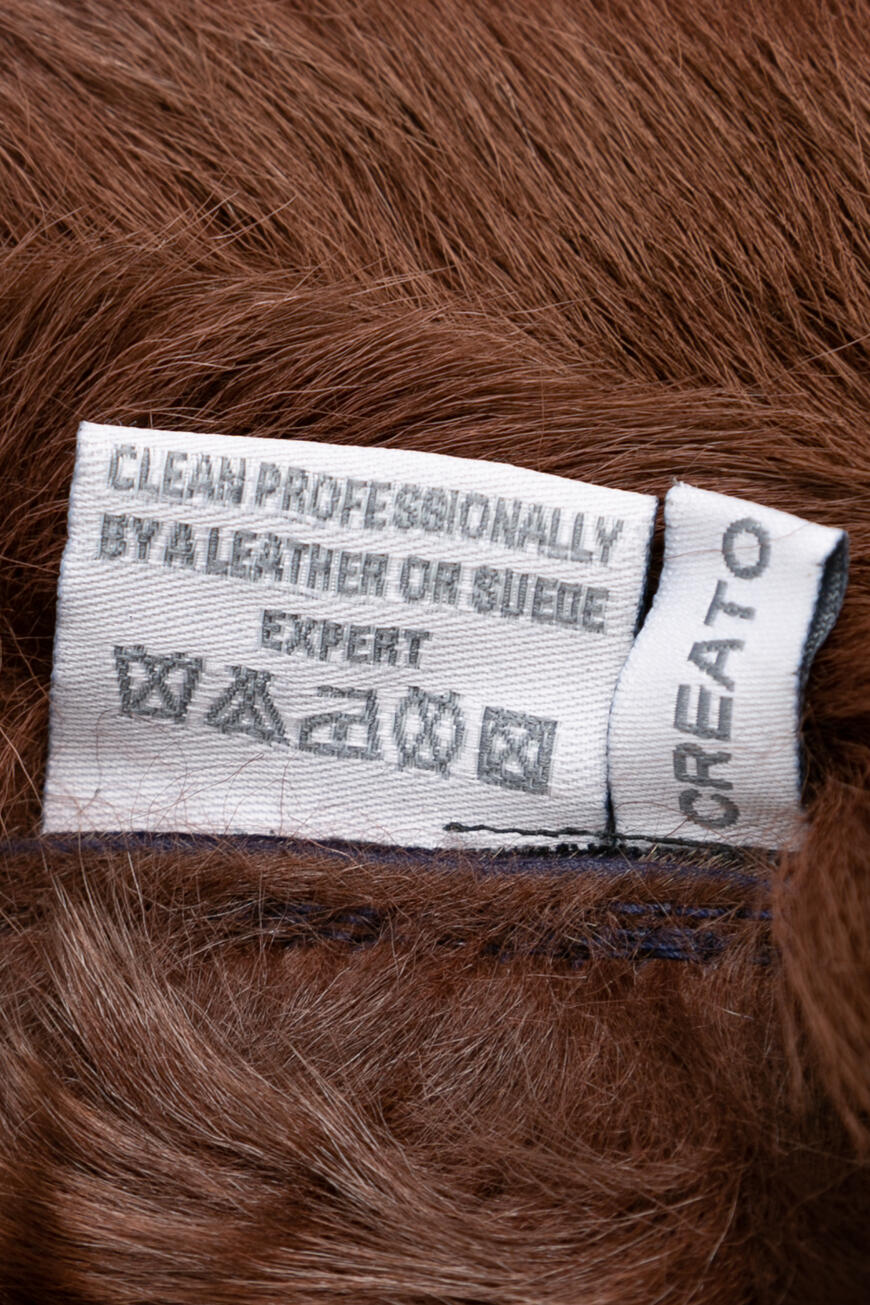 CLEAN PROFESSIONALLY
BY A LEATHER OR SUEDE
EXPERT
CREATO